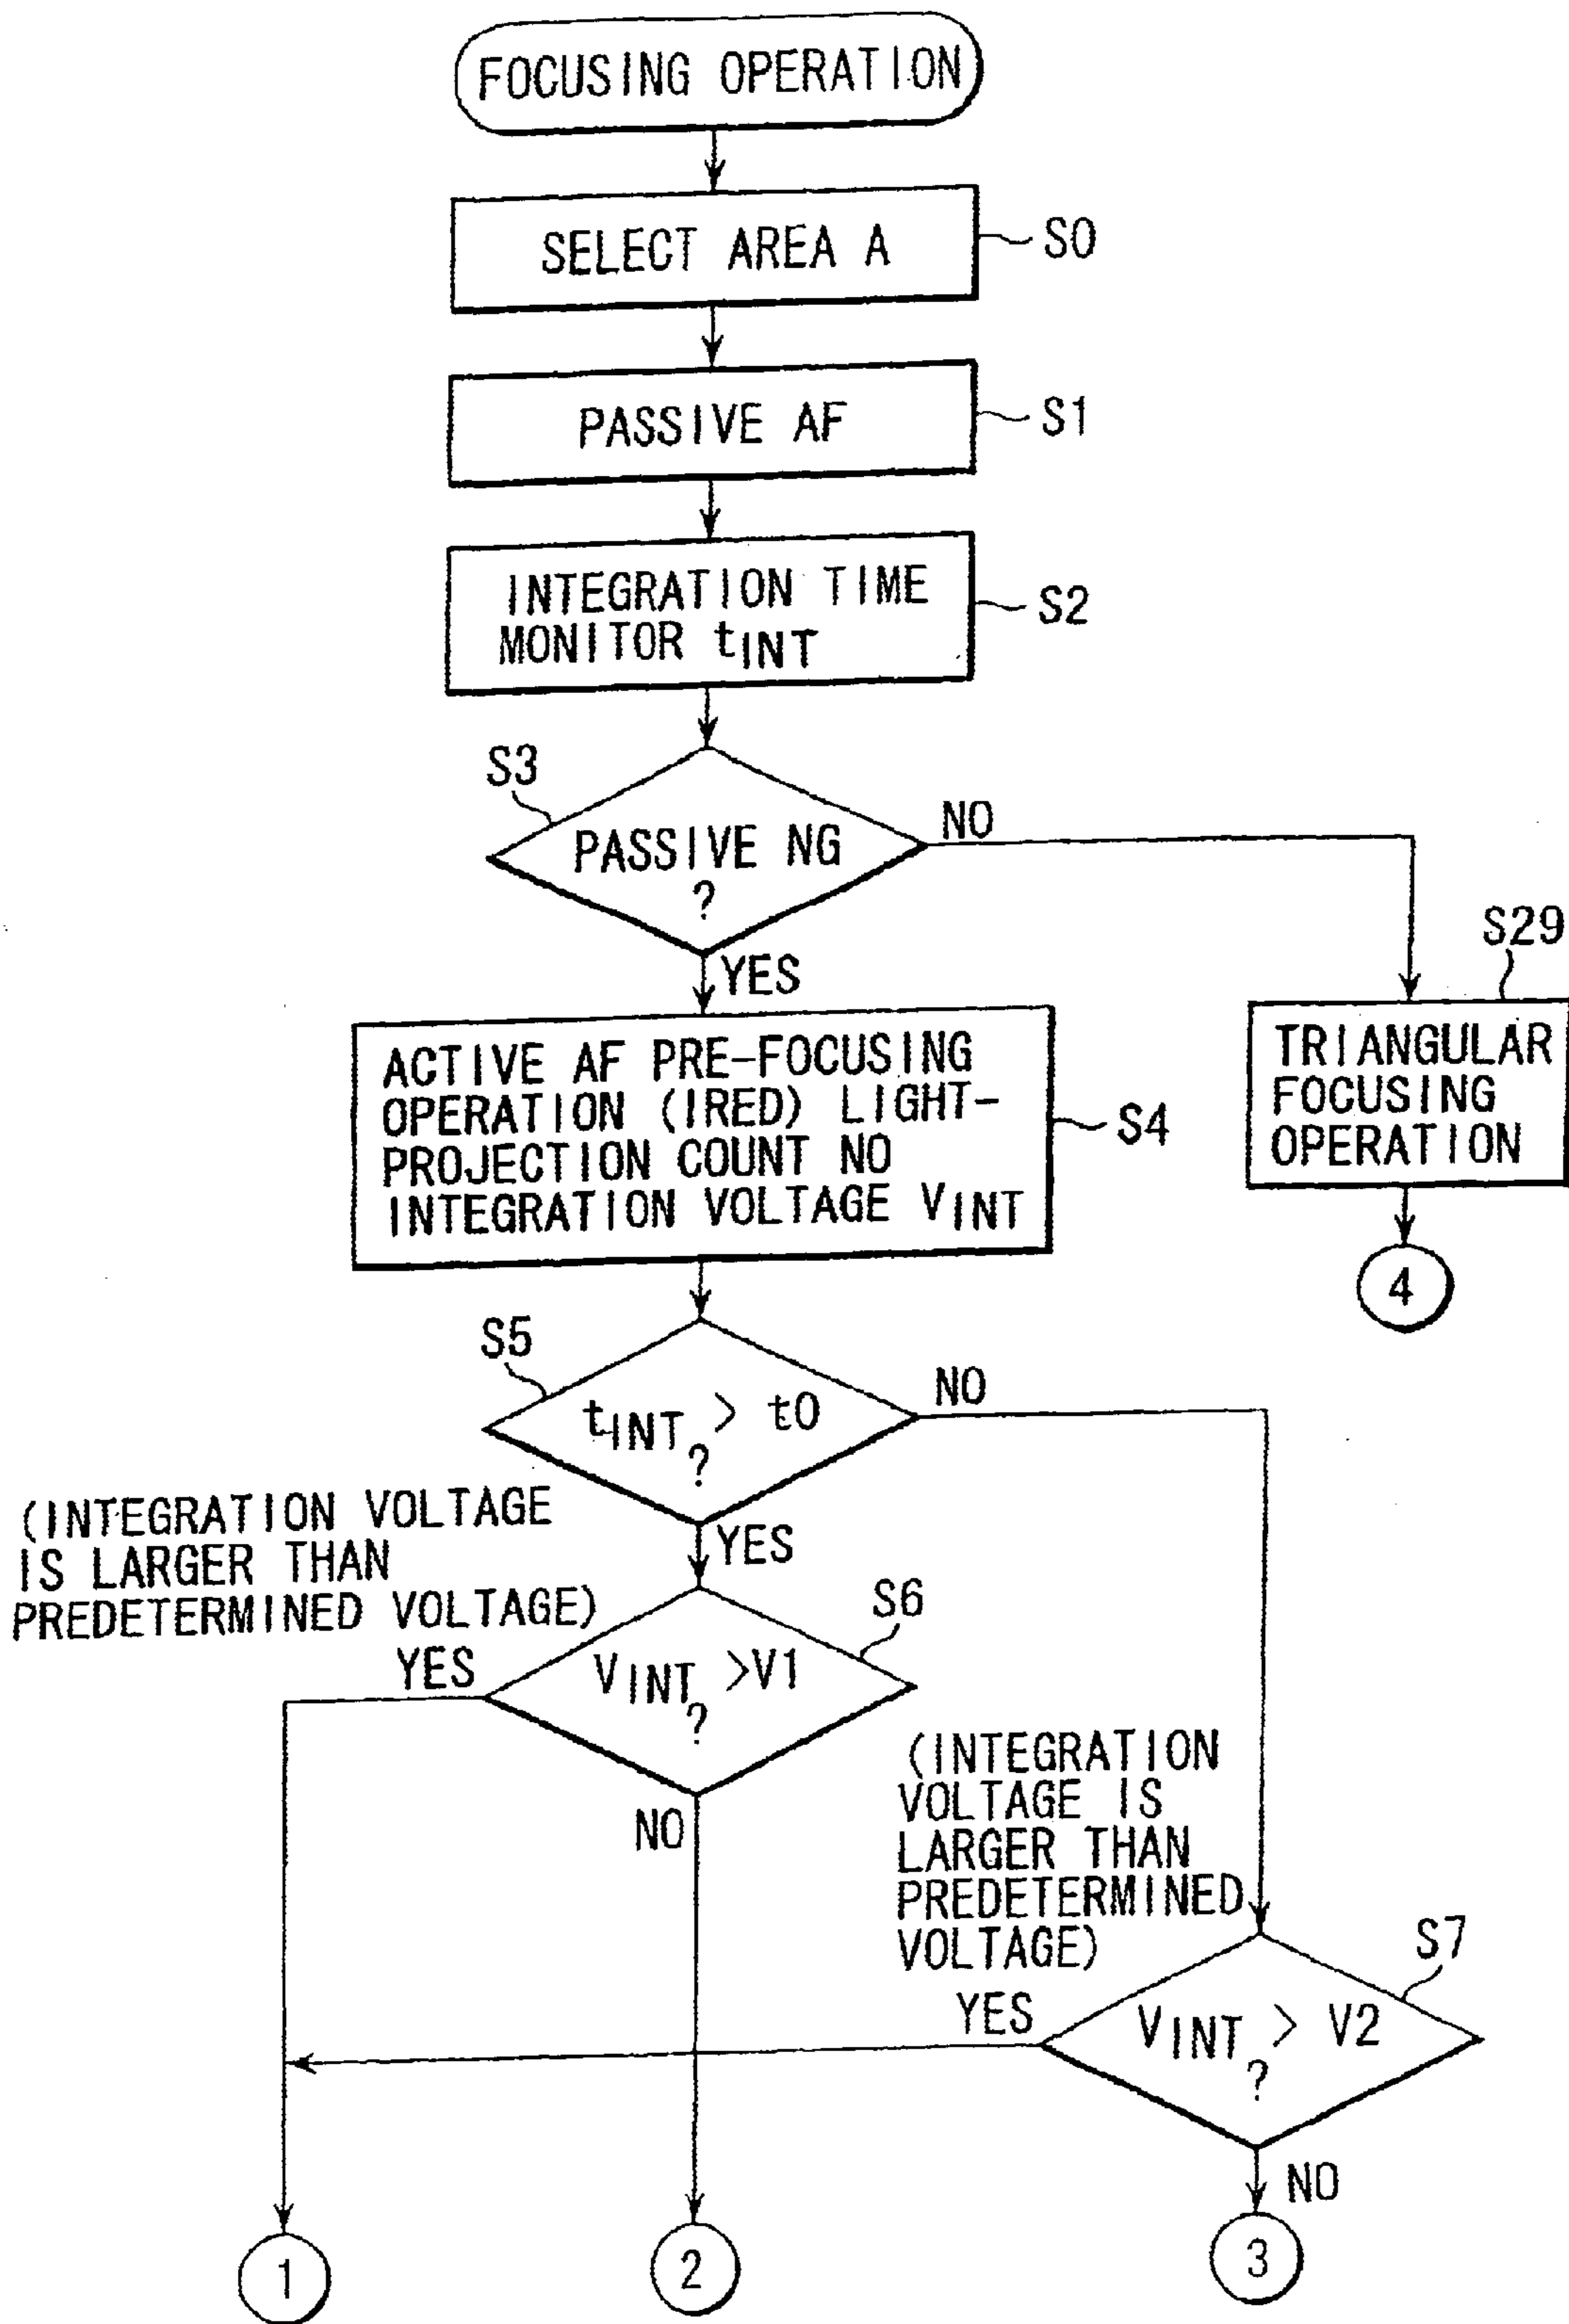 FOCUSING OPERATION
SELECT AREA A
S0
PASSIVE AF
S1
INTEGRATION TIME
MONITOR tINT
S2
S3
PASSIVE NG
?
NO
YES
S29
TRIANGULAR
FOCUSING
OPERATION
4
ACTIVE AF PRE-FOCUSING
OPERATION (IRED) LIGHT-
PROJECTION COUNT NO
INTEGRATION VOLTAGE VINT
S4
S5
tINT > t0
?
NO
YES
(INTEGRATION VOLTAGE
IS LARGER THAN
PREDETERMINED VOLTAGE)
YES
S6
VINT >V1
?
NO
(INTEGRATION
VOLTAGE IS
LARGER THAN
PREDETERMINED
VOLTAGE)
YES
S7
VINT > V2
?
NO
1
2
3